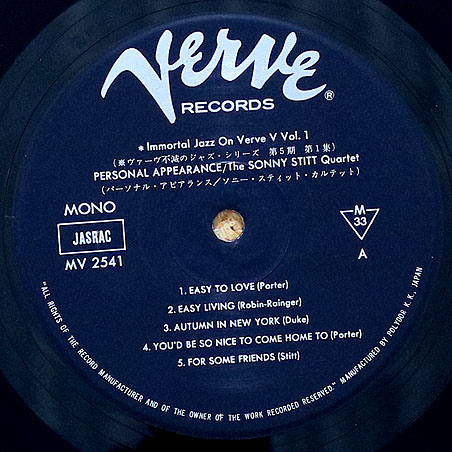 Verve
RECORDS
®
* Immortal Jazz On Verve V Vol. 1
(※ヴァーヴ不滅のジャズ・シリーズ 第5期 第1集)
PERSONAL APPEARANCE/The SONNY STITT Quartet
(パーソナル・アピアランス/ソニー・スティット・カルテット)
MONO
JASRAC
MV 2541
M
33
A
1. EASY TO LOVE (Porter)
2. EASY LIVING (Robin-Rainger)
3. AUTUMN IN NEW YORK (Duke)
4. YOU'D BE SO NICE TO COME HOME TO (Porter)
5. FOR SOME FRIENDS (Stitt)
"ALL RIGHTS OF THE RECORD MANUFACTURER AND OF THE OWNER OF THE WORK RECORDED RESERVED." MANUFACTURED BY POLYDOR K. K. JAPAN